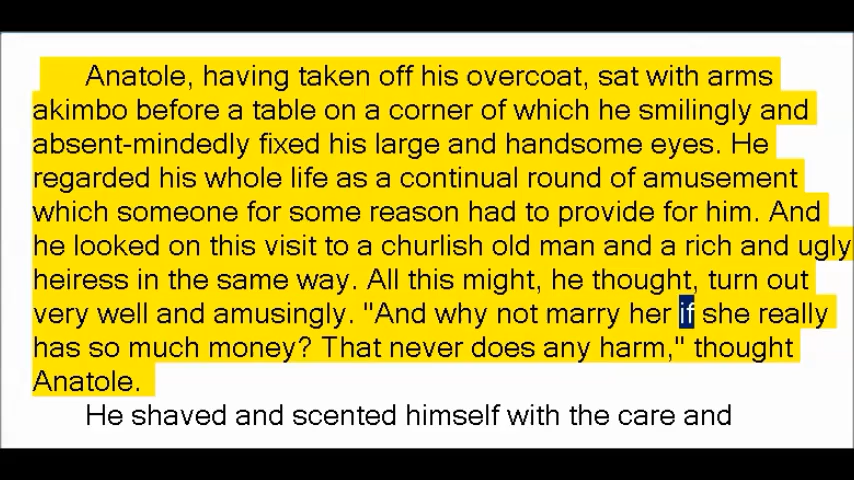 Anatole, having taken off his overcoat, sat with arms
akimbo before a table on a corner of which he smilingly and
absent-mindedly fixed his large and handsome eyes. He
regarded his whole life as a continual round of amusement
which someone for some reason had to provide for him. And
he looked on this visit to a churlish old man and a rich and ugly
heiress in the same way. All this might, he thought, turn out
very well and amusingly. "And why not marry her if she really
has so much money? That never does any harm," thought
Anatole.
He shaved and scented himself with the care and